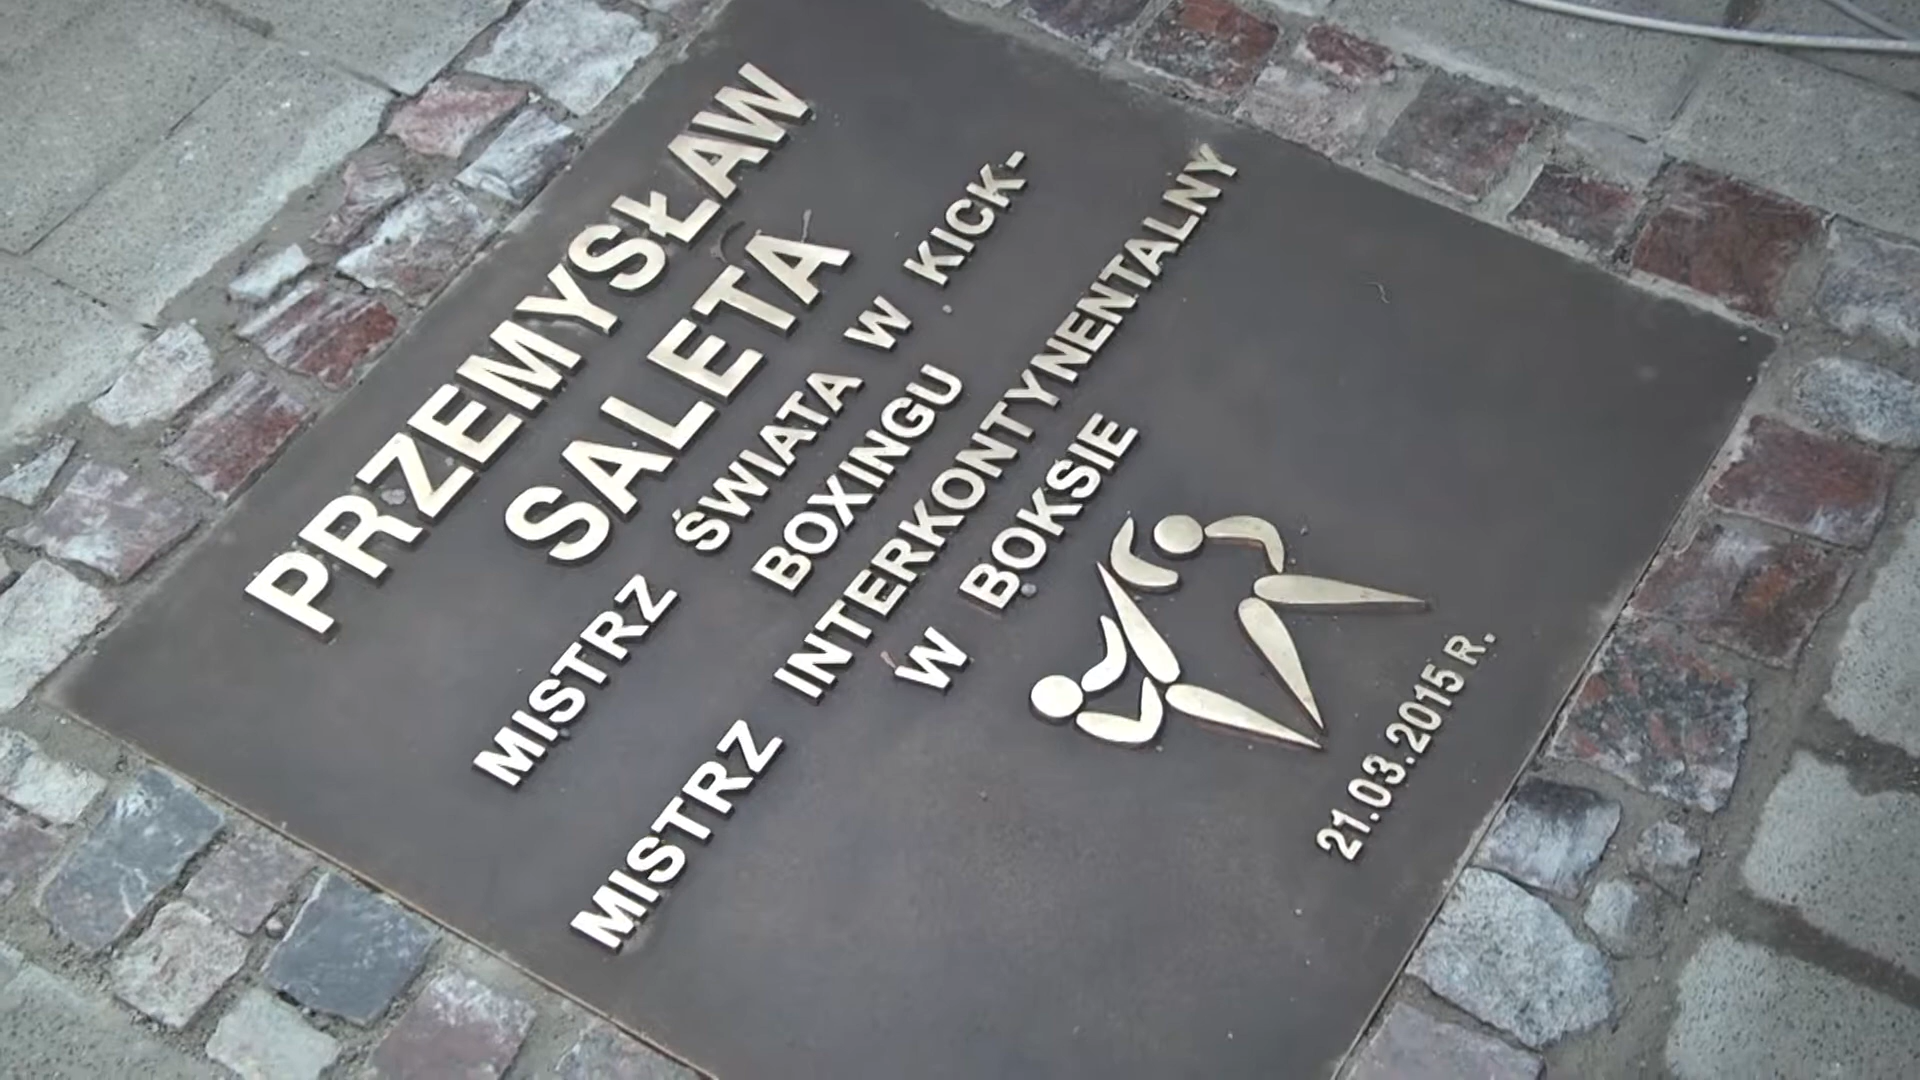 PRZEMYSŁAW
SALETA
MISTRZ ŚWIATA W KICK-
BOXINGU
MISTRZ INTERKONTYNENTALNY
W BOKSIE
21.03.2015 R.